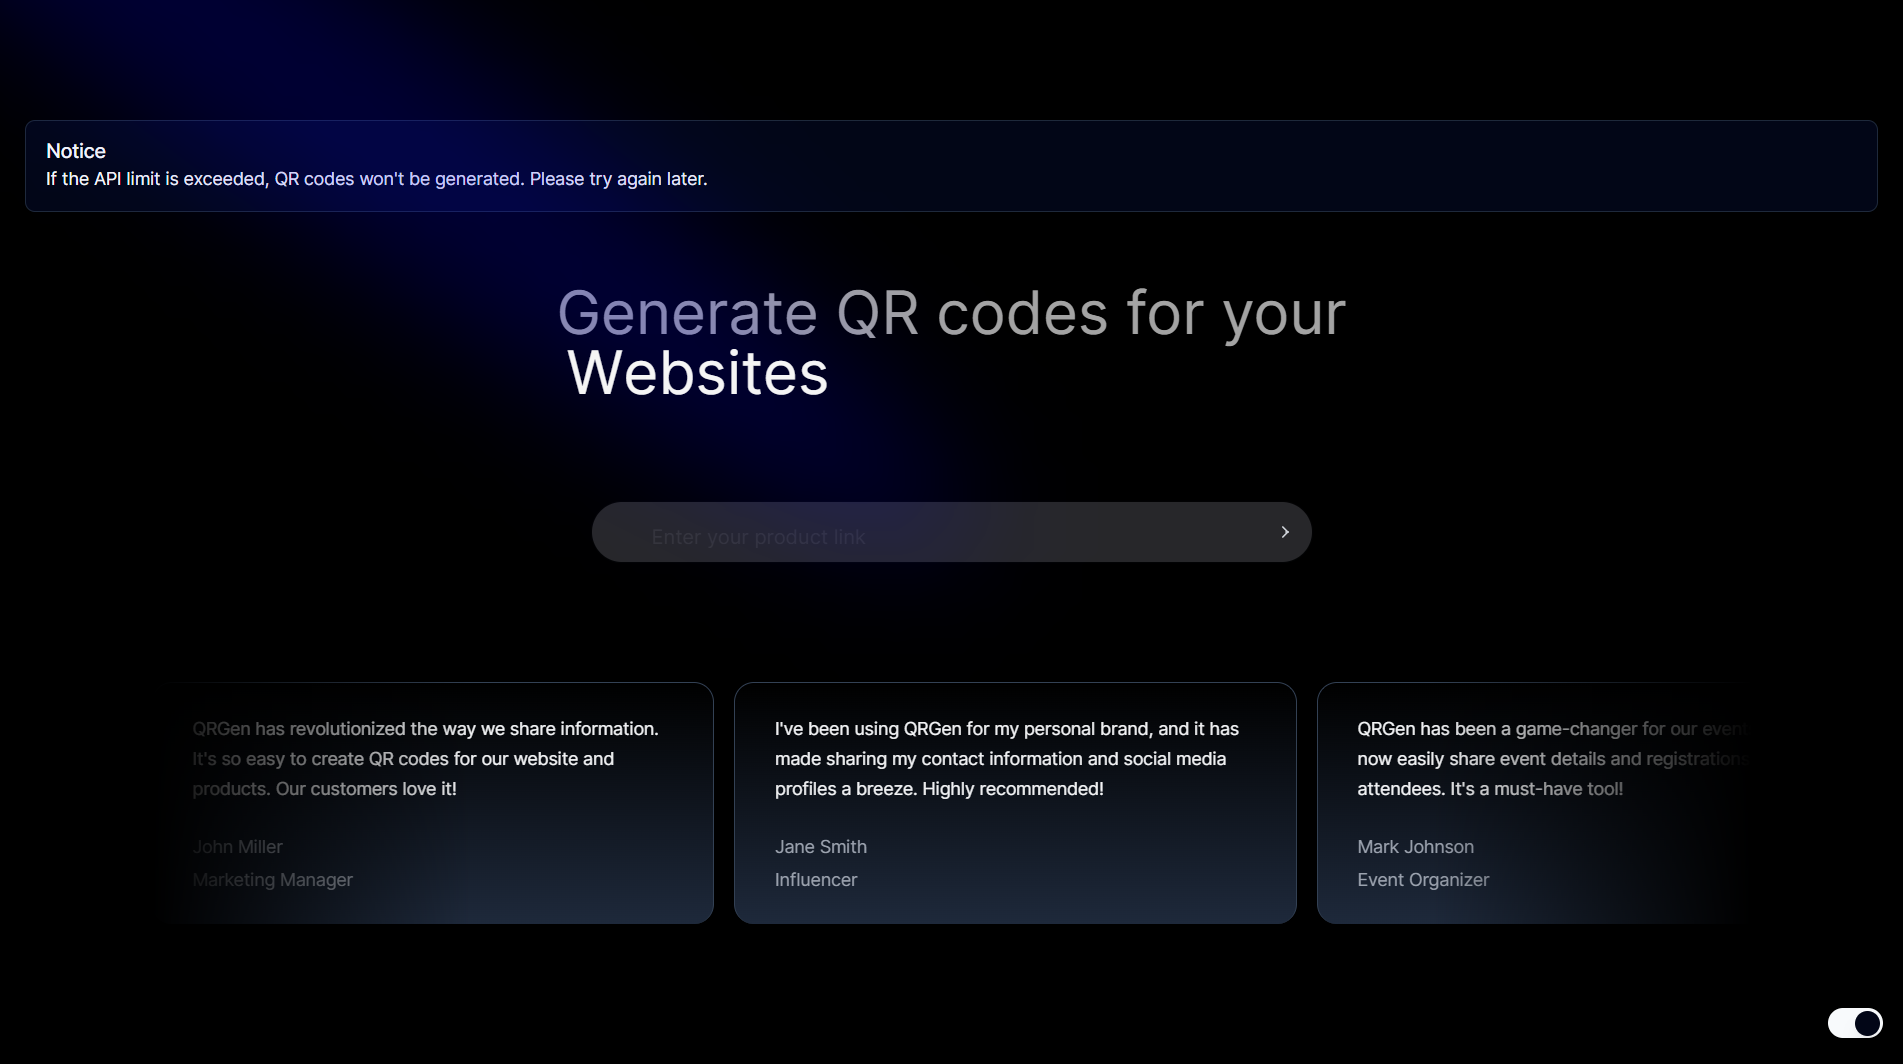 Notice
If the API limit is exceeded, QR codes won't be generated. Please try again later.
Generate QR codes for your
Websites
Enter your product link
QRGen has revolutionized the way we share information.
It's so easy to create QR codes for our website and
products. Our customers love it!
John Miller
Marketing Manager
I've been using QRGen for my personal brand, and it has
made sharing my contact information and social media
profiles a breeze. Highly recommended!
Jane Smith
Influencer
QRGen has been a game-changer for our event
now easily share event details and registrations
attendees. It's a must-have tool!
Mark Johnson
Event Organizer